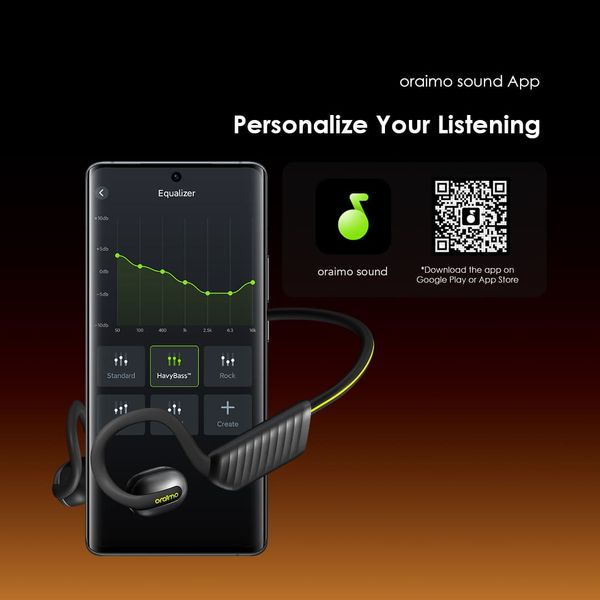 oraimo sound App
Personalize Your Listening
Equalizer
+10db
+5db
0db
-5db
-10db
50 100 400 1k 2.5k 6.3 16k
Standard HavyBass™ Rock
Create
oraimo sound
*Download the app on
Google Play or App Store
oraimo